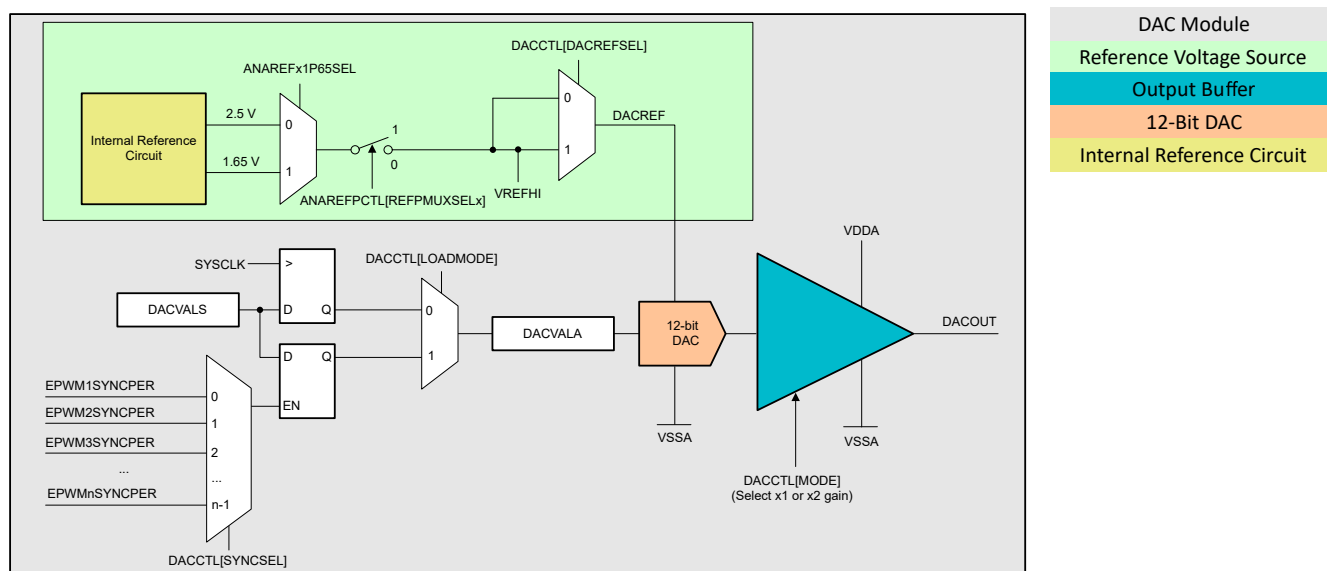 DACCTL[DACREFSEL]
ANAREFx1P65SEL
Internal Reference
Circuit
2.5 V
1.65 V
0
1
1
0
ANAREFPCTL[REFPMUXSELx]
VREFHI
0
1
DACREF
SYSCLK
>
DACVALS
D
Q
D
Q
EN
DACCTL[LOADMODE]
0
1
DACVALA
12-bit
DAC
VSSA
VDDA
VSSA
DACOUT
DACCTL[MODE]
(Select x1 or x2 gain)
EPWM1SYNCPER
EPWM2SYNCPER
EPWM3SYNCPER
...
EPWMnSYNCPER
0
1
2
...
n-1
DACCTL[SYNCSEL]
DAC Module
Reference Voltage Source
Output Buffer
12-Bit DAC
Internal Reference Circuit